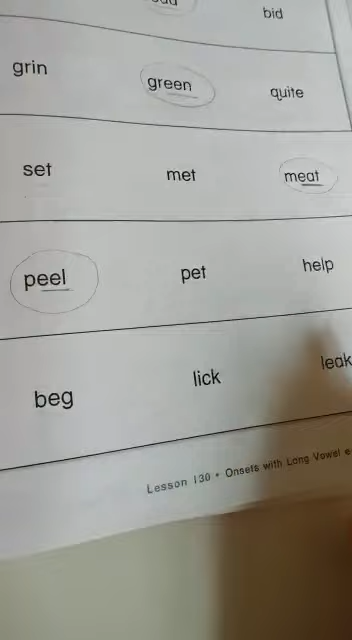 bid
grin green quite
set met meat
peel pet help
beg lick leak
Lesson 130 • Onsets with Long Vowel e